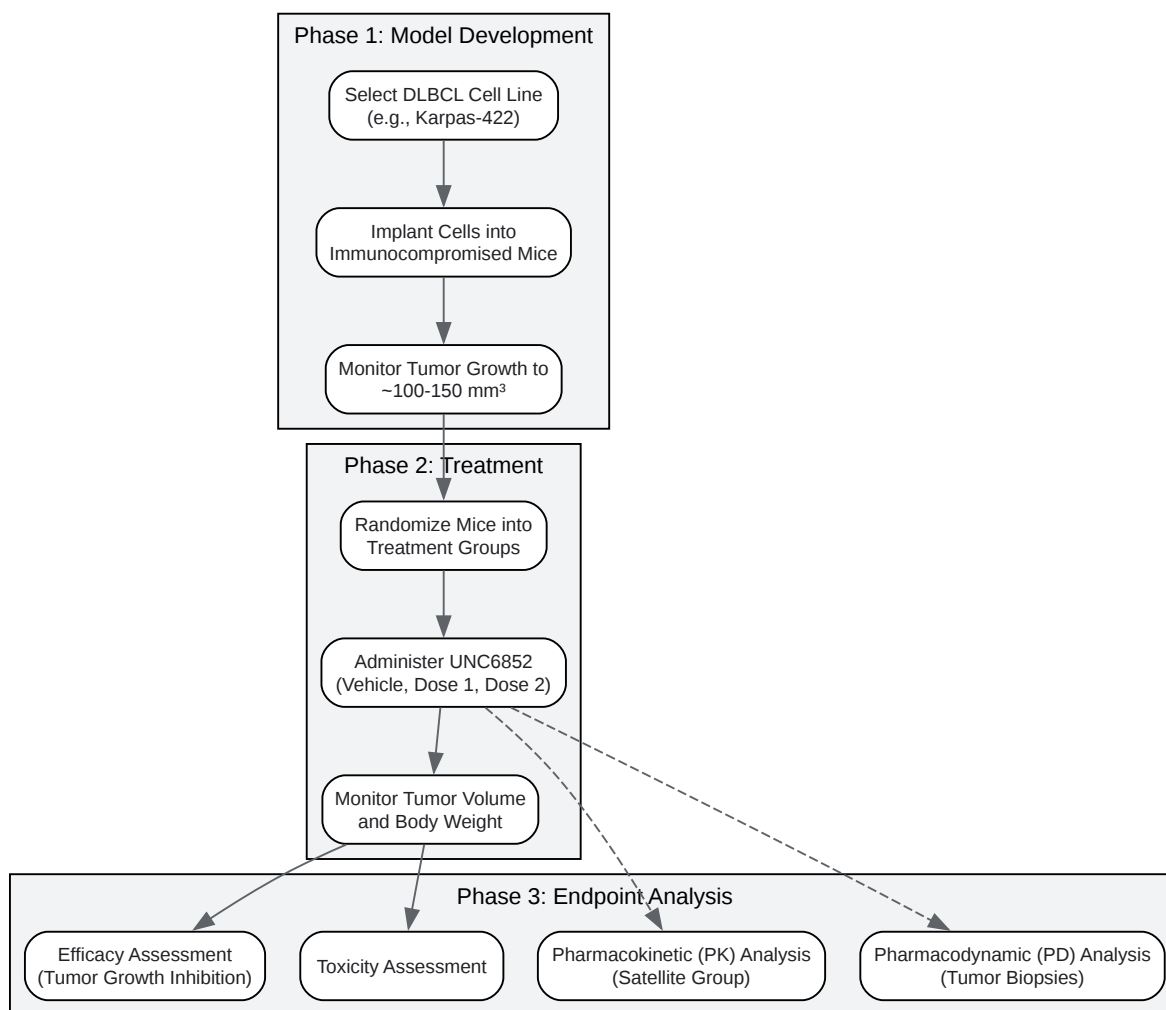 Phase 1: Model Development
Select DLBCL Cell Line
(e.g., Karpas-422)
Implant Cells into
Immunocompromised Mice
Monitor Tumor Growth to
~100-150 mm³
Phase 2: Treatment
Randomize Mice into
Treatment Groups
Administer UNC6852
(Vehicle, Dose 1, Dose 2)
Monitor Tumor Volume
and Body Weight
Phase 3: Endpoint Analysis
Efficacy Assessment
(Tumor Growth Inhibition)
Toxicity Assessment
Pharmacokinetic (PK) Analysis
(Satellite Group)
Pharmacodynamic (PD) Analysis
(Tumor Biopsies)